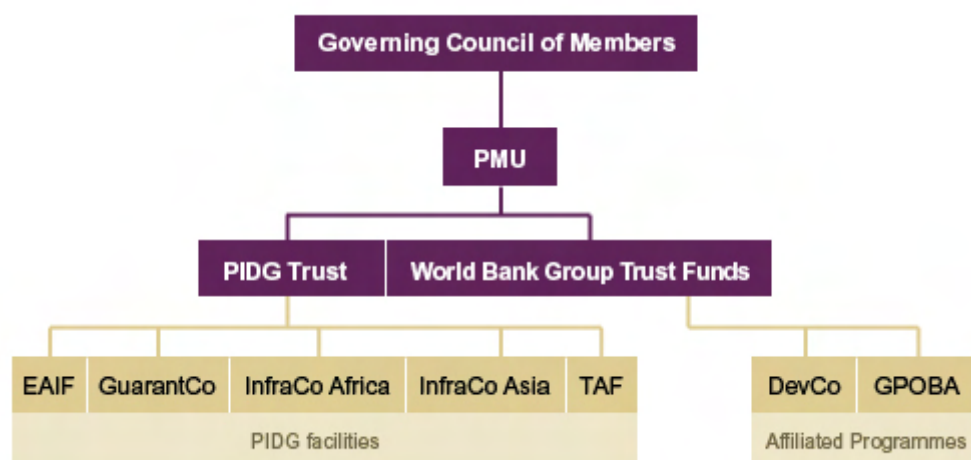 Governing Council of Members
PMU
PIDG Trust
World Bank Group Trust Funds
EAIF
GuarantCo
InfraCo Africa
InfraCo Asia
TAF
DevCo
GPOBA
PIDG facilities
Affiliated Programmes